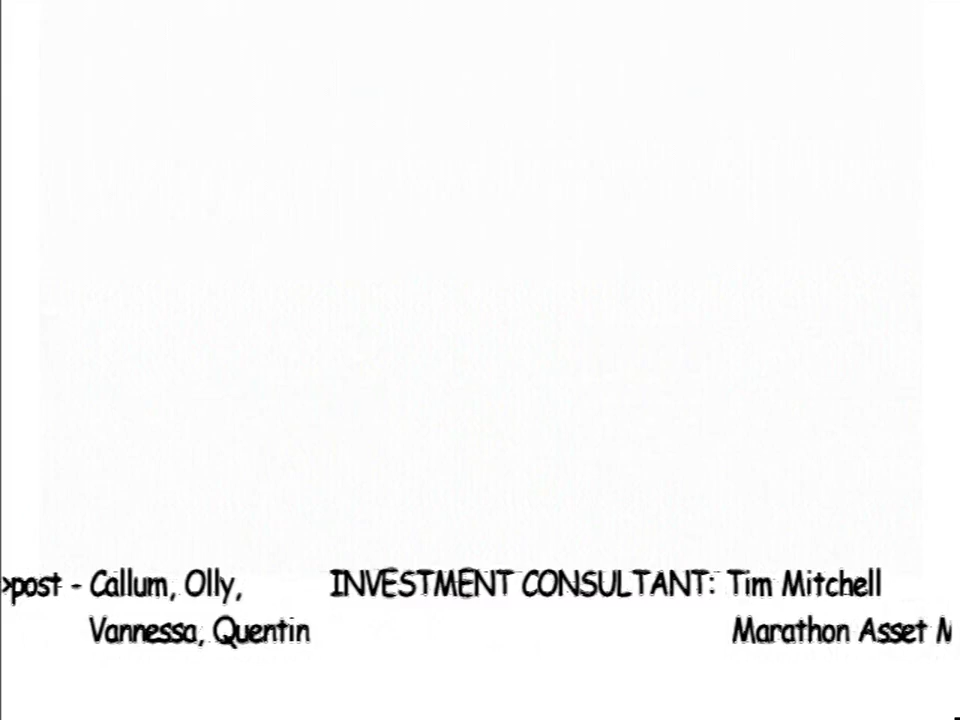 post - Callum, Olly, INVESTMENT CONSULTANT: Tim Mitchell
Vannessa, Quentin Marathon Asset M